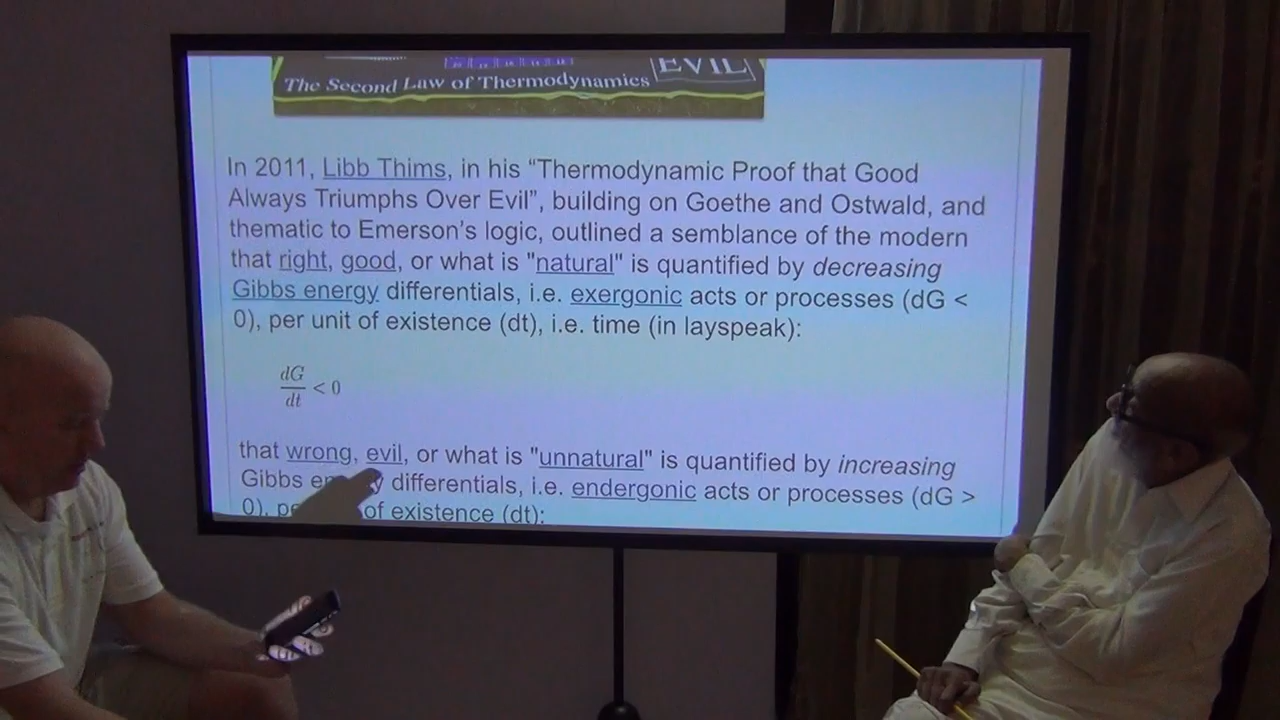 EVIL
The Second Law of Thermodynamics
In 2011, Libb Thims, in his “Thermodynamic Proof that Good
Always Triumphs Over Evil”, building on Goethe and Ostwald, and
thematic to Emerson’s logic, outlined a semblance of the modern
that right, good, or what is "natural" is quantified by decreasing
Gibbs energy differentials, i.e. exergonic acts or processes (dG <
0), per unit of existence (dt), i.e. time (in layspeak):
dG
dt < 0
that wrong, evil, or what is "unnatural" is quantified by increasing
Gibbs differentials, i.e. endergonic acts or processes (dG >
0), of existence (dt):